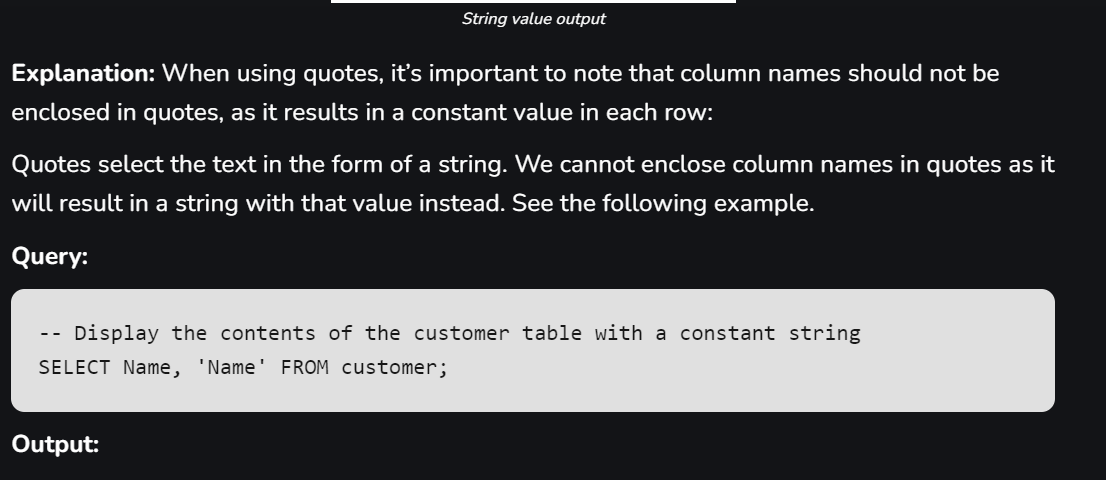 String value output
Explanation: When using quotes, it’s important to note that column names should not be
enclosed in quotes, as it results in a constant value in each row:
Quotes select the text in the form of a string. We cannot enclose column names in quotes as it
will result in a string with that value instead. See the following example.
Query:
-- Display the contents of the customer table with a constant string
SELECT Name, 'Name' FROM customer;
Output: